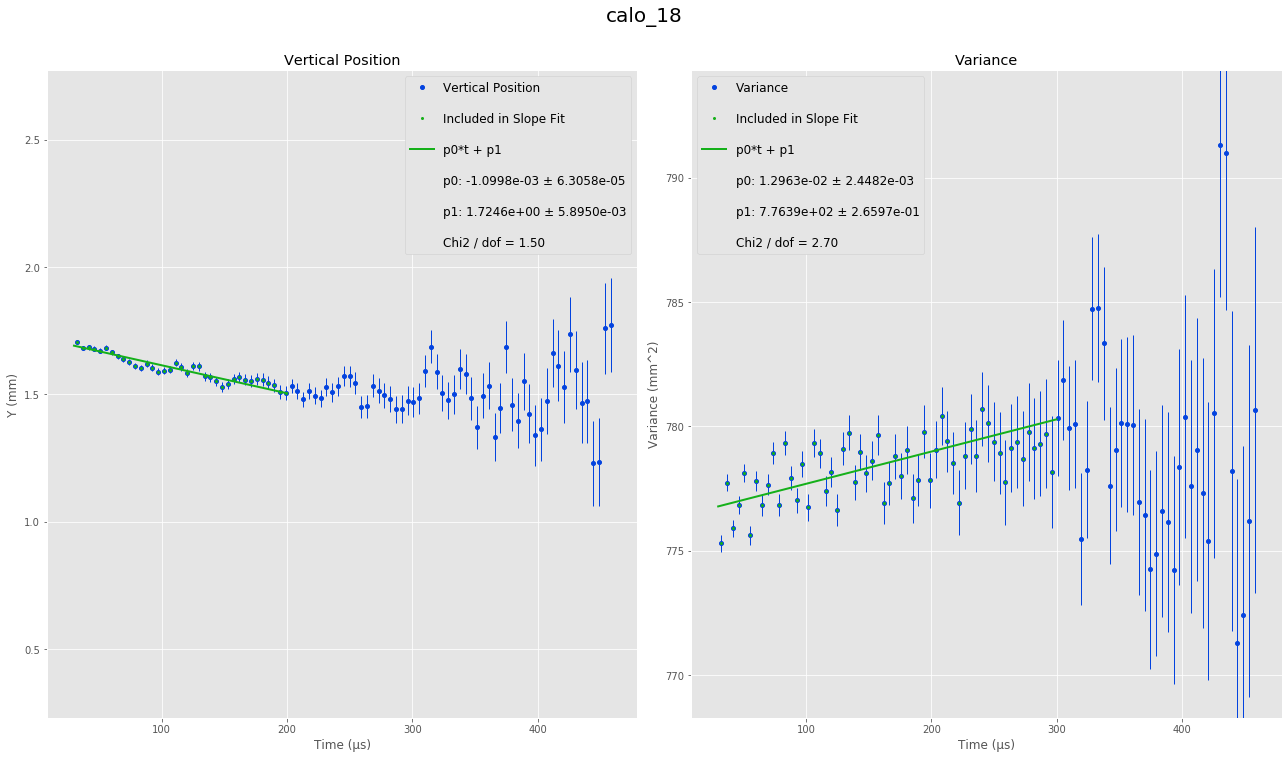 calo_18
Vertical Position
Vertical Position
Included in Slope Fit
p0*t + p1
p0: -1.0998e-03 ± 6.3058e-05
p1: 1.7246e+00 ± 5.8950e-03
Chi2 / dof = 1.50
Y (mm)
2.5
2.0
1.5
1.0
0.5
100 200 300 400
Time (μs)
Variance
Variance
Included in Slope Fit
p0*t + p1
p0: 1.2963e-02 ± 2.4482e-03
p1: 7.7639e+02 ± 2.6597e-01
Chi2 / dof = 2.70
Variance (mm^2)
790
785
780
775
770
100 200 300 400
Time (μs)